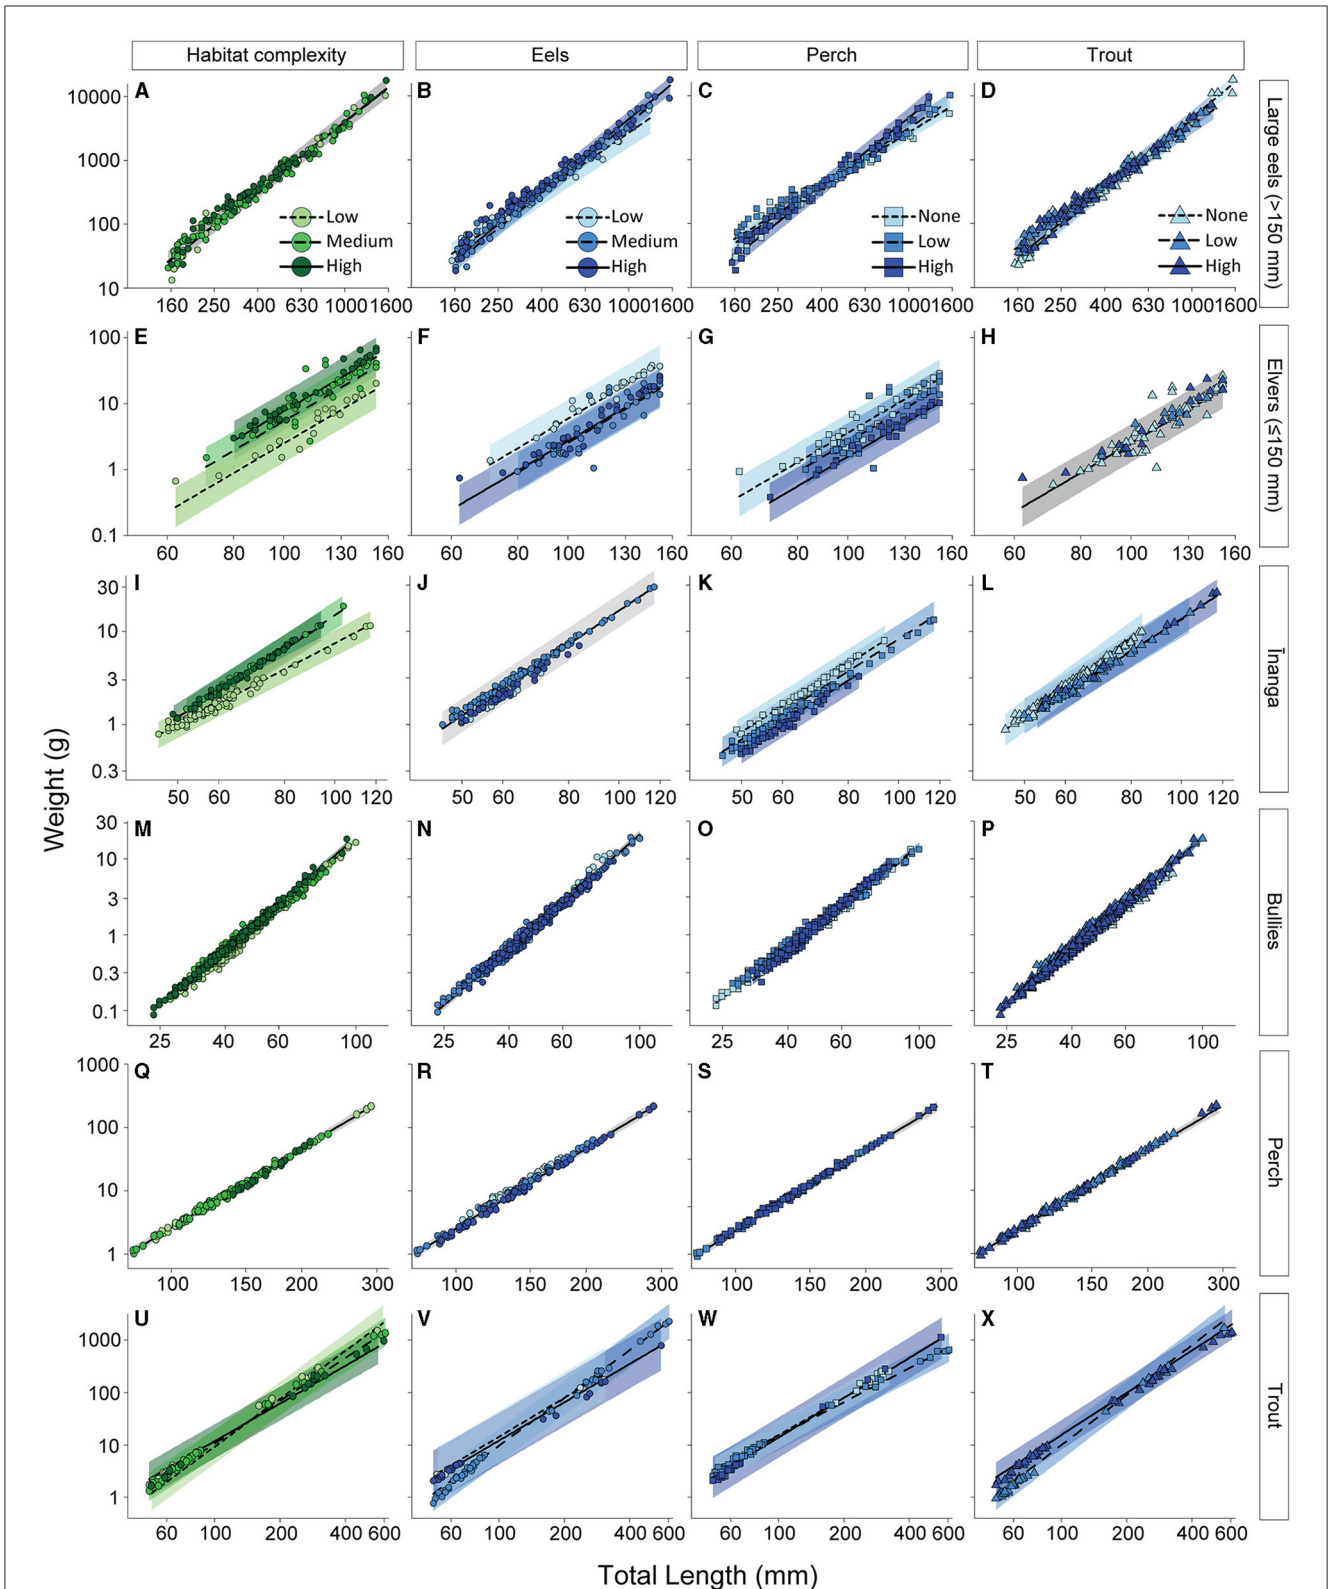 Habitat complexity Eels Perch Trout
A B C D
10000
1000
100
10
Low Low None None
Medium Medium Low Low
High High High High
Large eels (>150 mm)
160 250 400 630 1000 1600 160 250 400 630 1000 1600 160 250 400 630 1000 1600 160 250 400 630 1000 1600
E F G H
100
10
1
0.1
Elvers (≤150 mm)
60 80 100 130 160 60 80 100 130 160 60 80 100 130 160 60 80 100 130 160
I J K L
30
10
3
1
0.3
Īnanga
50 60 80 100 120 50 60 80 100 120 50 60 80 100 120 50 60 80 100 120
Weight (g)
M N O P
30
10
3
1
0.3
0.1
Bullies
25 40 60 100 25 40 60 100 25 40 60 100 25 40 60 100
Q R S T
1000
100
10
1
Perch
100 150 200 300 100 150 200 300 100 150 200 300 100 150 200 300
U V W X
1000
100
10
1
Trout
60 100 200 400 600 60 100 200 400 600 60 100 200 400 600 60 100 200 400 600
Total Length (mm)